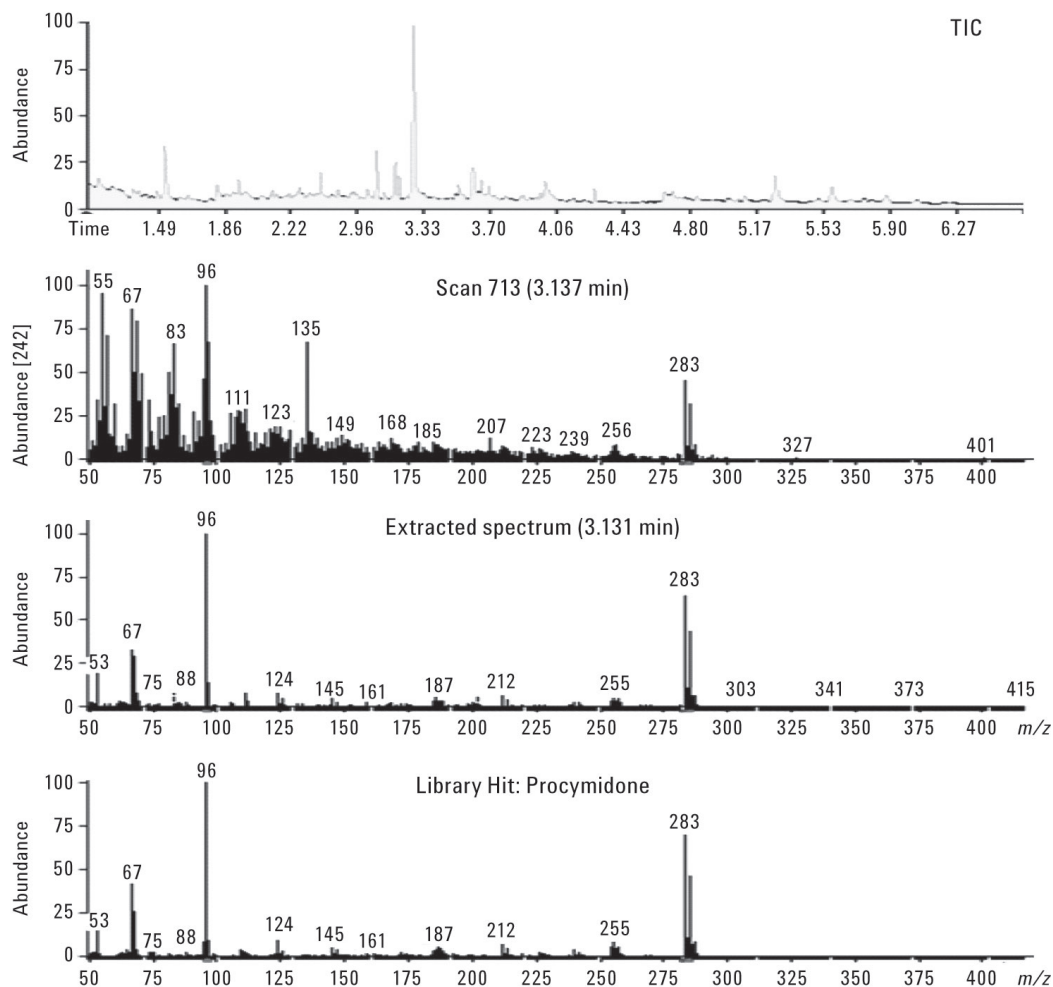 TIC
Abundance
100
75
50
25
0
Time 1.49 1.86 2.22 2.96 3.33 3.70 4.06 4.43 4.80 5.17 5.53 5.90 6.27
Scan 713 (3.137 min)
Abundance [242]
100
75
50
25
0
55 67 83 96 111 123 135 149 168 185 207 223 239 256 283 327 401
50 75 100 125 150 175 200 225 250 275 300 325 350 375 400
Extracted spectrum (3.131 min)
Abundance
100
75
50
25
0
53 67 75 88 96 124 145 161 187 212 255 283 303 341 373 415
50 75 100 125 150 175 200 225 250 275 300 325 350 375 400 m/z
Library Hit: Procymidone
Abundance
100
75
50
25
0
53 67 75 88 96 124 145 161 187 212 255 283
50 75 100 125 150 175 200 225 250 275 300 325 350 375 400 m/z